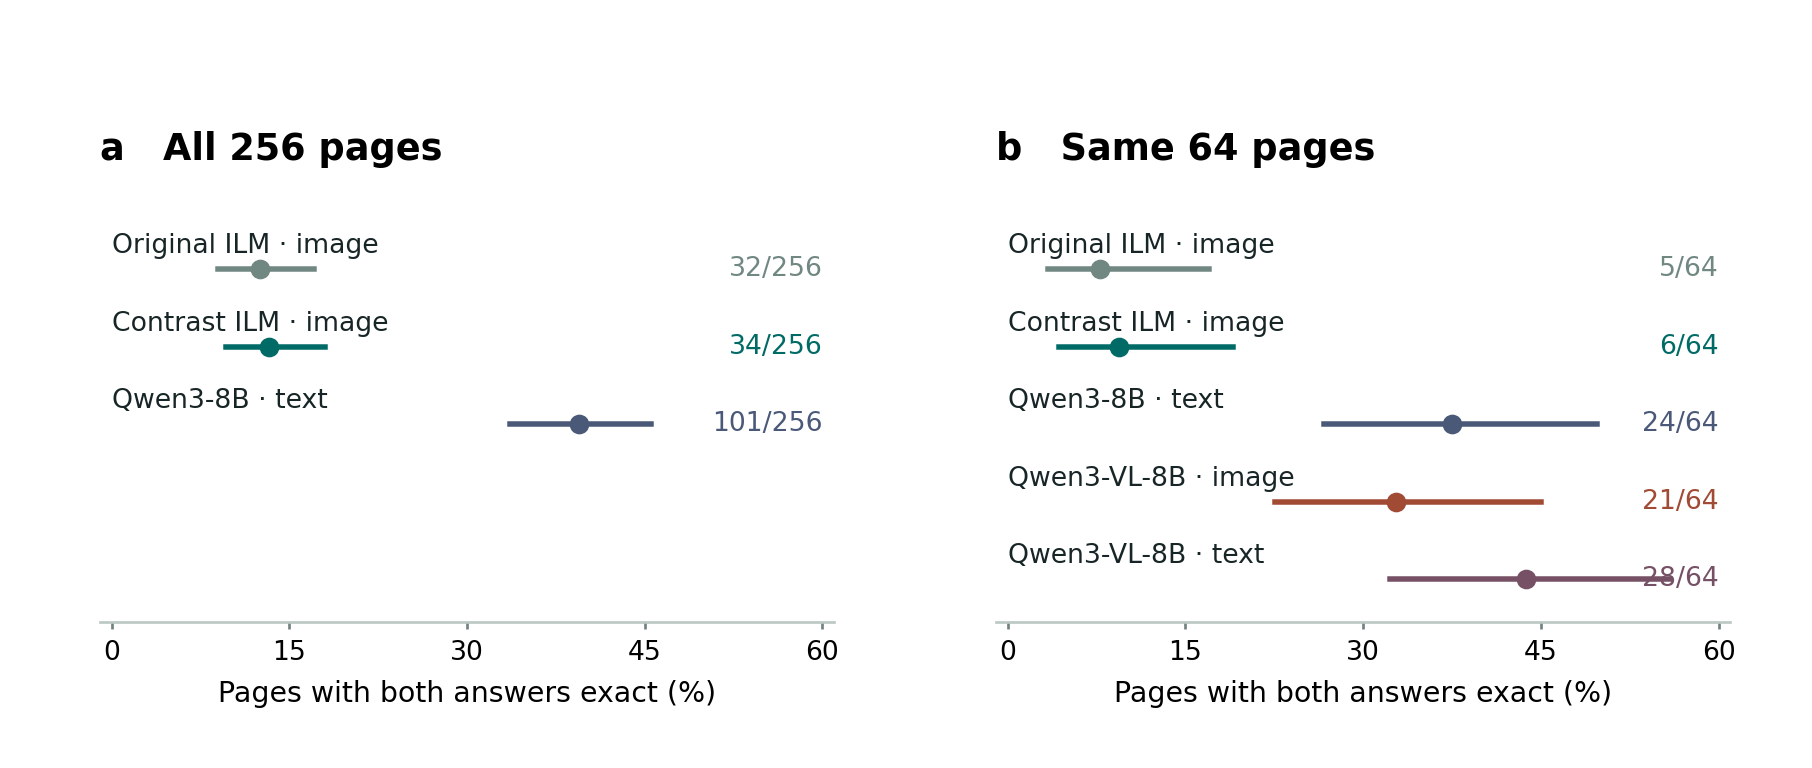 a All 256 pages
Original ILM · image
32/256
Contrast ILM · image
34/256
Qwen3-8B · text
101/256
0 15 30 45 60
Pages with both answers exact (%)
b Same 64 pages
Original ILM · image
5/64
Contrast ILM · image
6/64
Qwen3-8B · text
24/64
Qwen3-VL-8B · image
21/64
Qwen3-VL-8B · text
28/64
0 15 30 45 60
Pages with both answers exact (%)